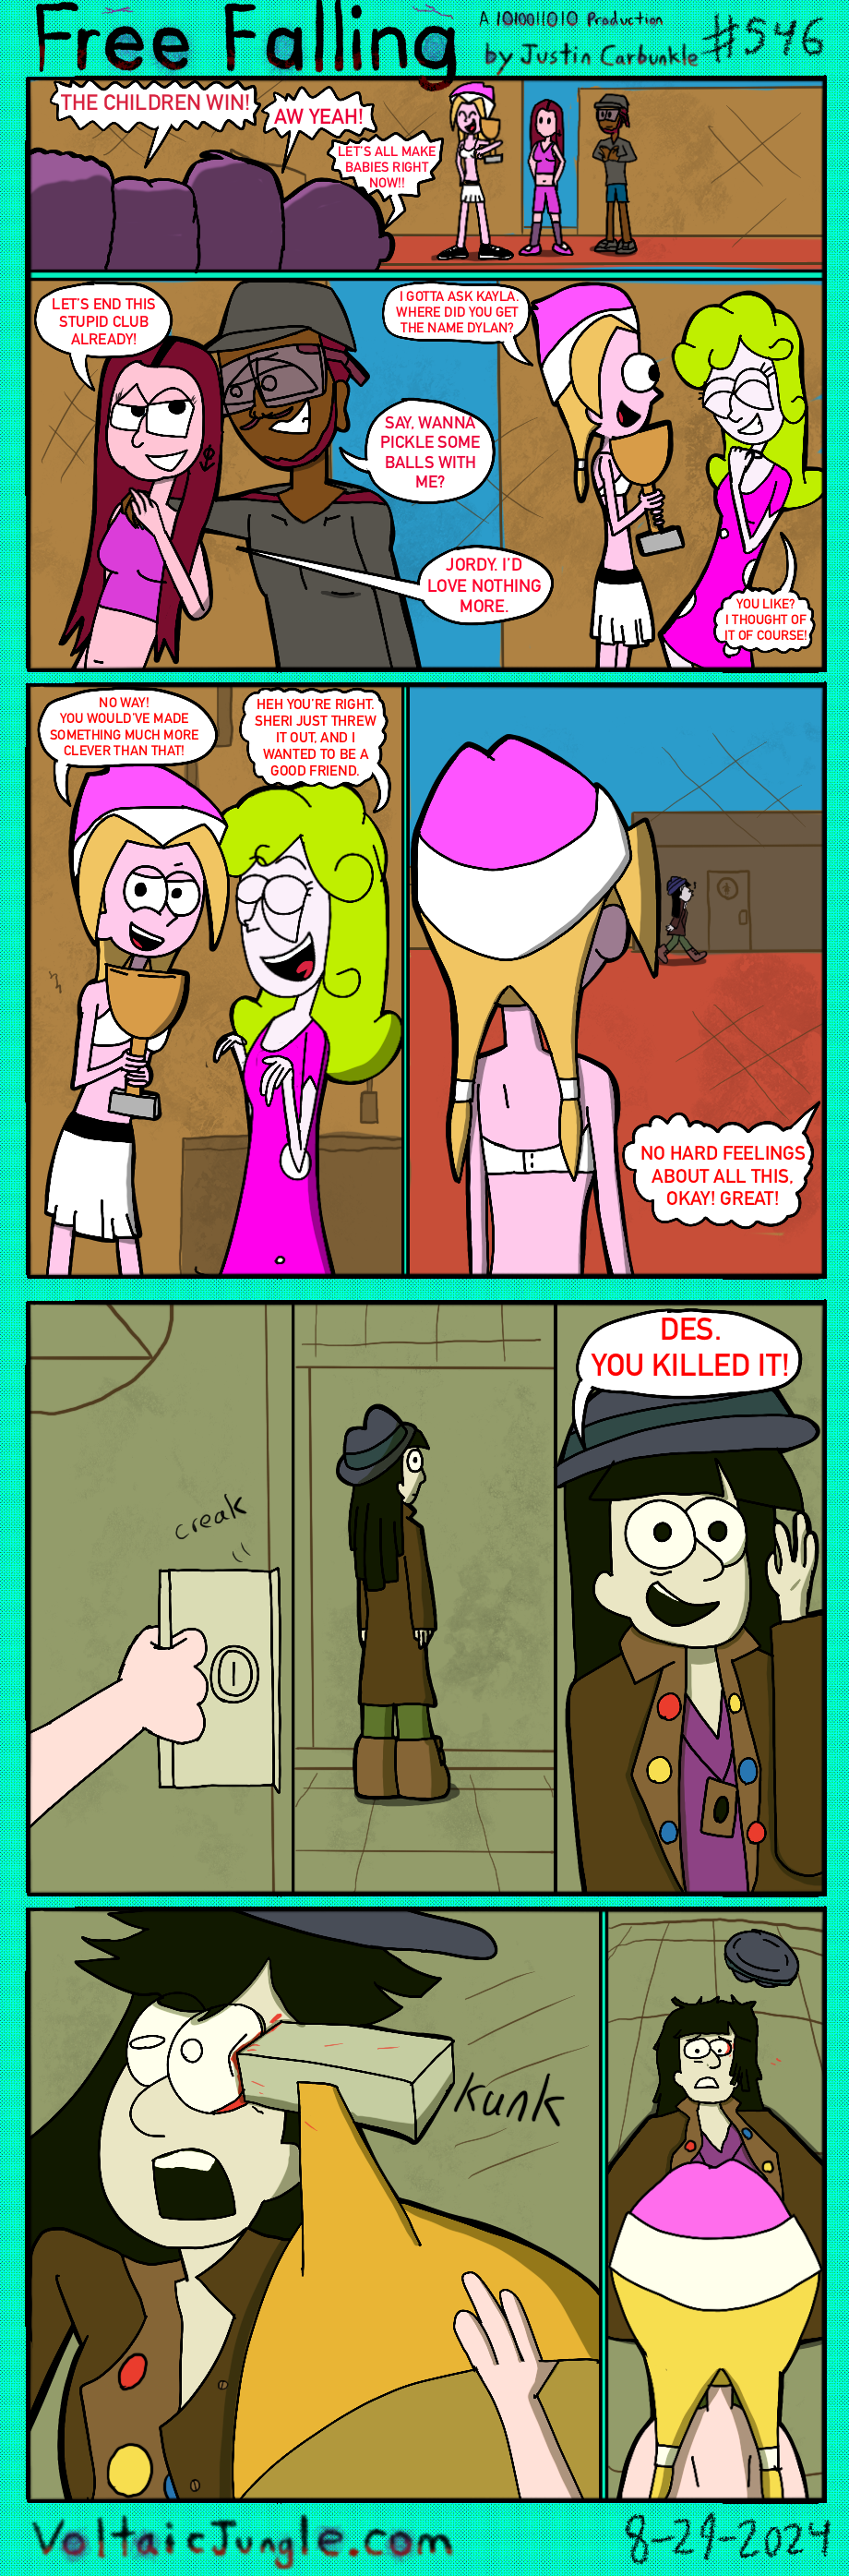 Free Falling
A 1010011010 Production
by Justin Carbunkle
#546
THE CHILDREN WIN!
AW YEAH!
LET'S ALL MAKE
BABIES RIGHT
NOW!!
LET'S END THIS
STUPID CLUB
ALREADY!
SAY, WANNA
PICKLE SOME
BALLS WITH
ME?
JORDY, I'D
LOVE NOTHING
MORE.
I GOTTA ASK KAYLA.
WHERE DID YOU GET
THE NAME DYLAN?
YOU LIKE?
I THOUGHT OF
IT OF COURSE!
NO WAY!
YOU WOULD'VE MADE
SOMETHING MUCH MORE
CLEVER THAN THAT!
HEH YOU'RE RIGHT.
SHERI JUST THREW
IT OUT, AND I
WANTED TO BE A
GOOD FRIEND.
NO HARD FEELINGS
ABOUT ALL THIS,
OKAY! GREAT!
creak
DES.
YOU KILLED IT!
kunk
VoltaicJungle.com
8-29-2024